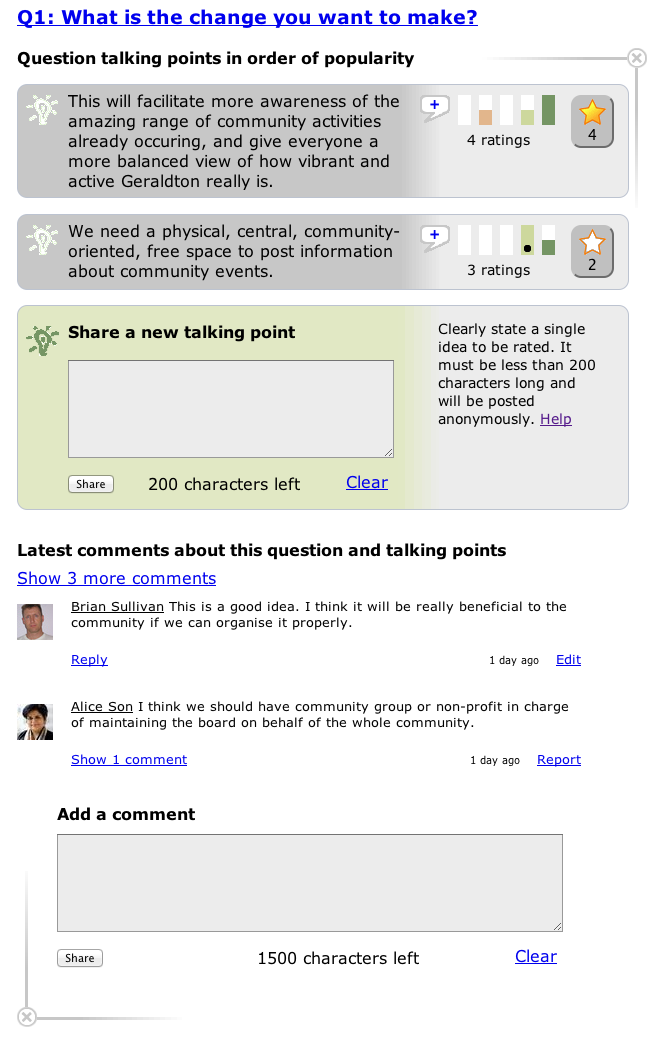 Q1: What is the change you want to make?
Question talking points in order of popularity
This will facilitate more awareness of the
amazing range of community activities
already occuring, and give everyone a
more balanced view of how vibrant and
active Geraldton really is.
+
4 ratings
4
We need a physical, central, community-
oriented, free space to post information
about community events.
+
3 ratings
2
Share a new talking point
Clearly state a single
idea to be rated. It
must be less than 200
characters long and
will be posted
anonymously. Help
Share 200 characters left Clear
Latest comments about this question and talking points
Show 3 more comments
Brian Sullivan This is a good idea. I think it will be really beneficial to the
community if we can organise it properly.
Reply 1 day ago Edit
Alice Son I think we should have community group or non-profit in charge
of maintaining the board on behalf of the whole community.
Show 1 comment 1 day ago Report
Add a comment
Share 1500 characters left Clear